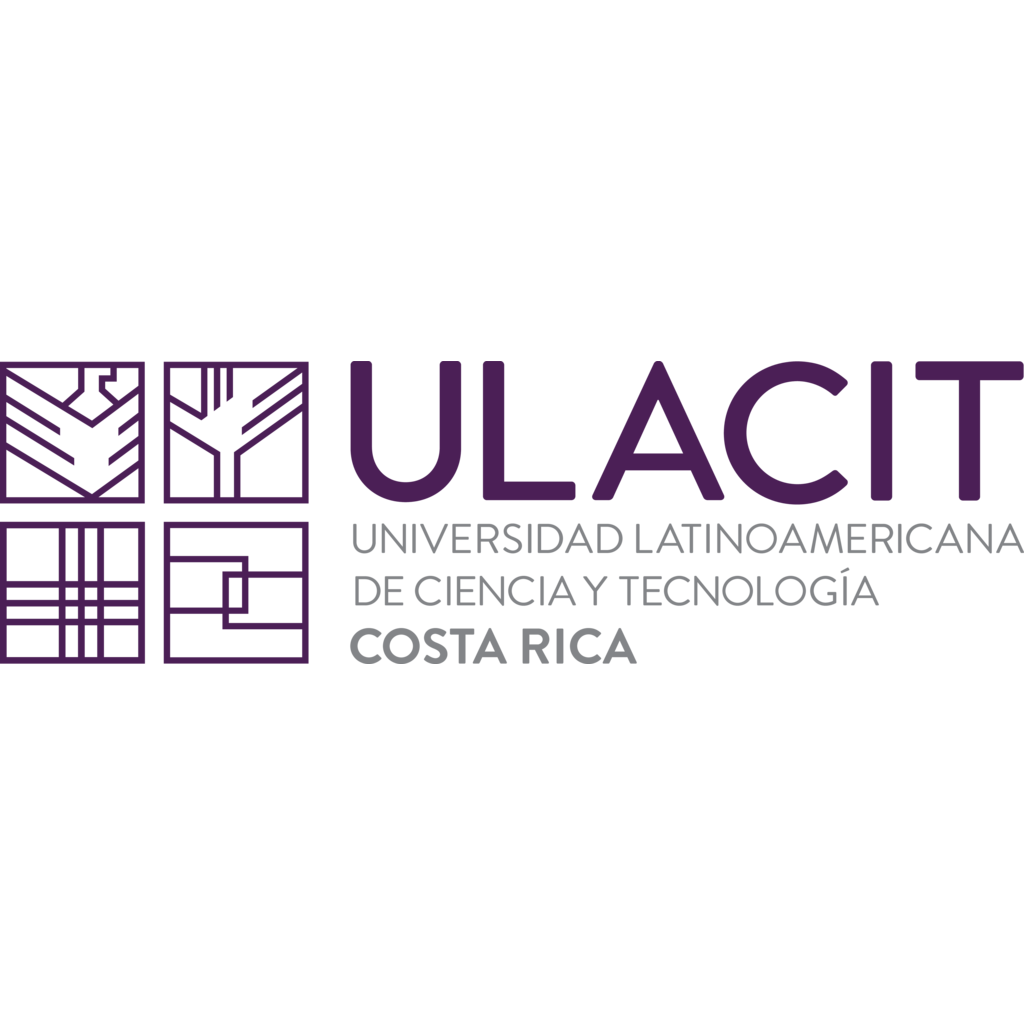 ULACIT
UNIVERSIDAD LATINOAMERICANA
DE CIENCIA Y TECNOLOGÍA
COSTA RICA